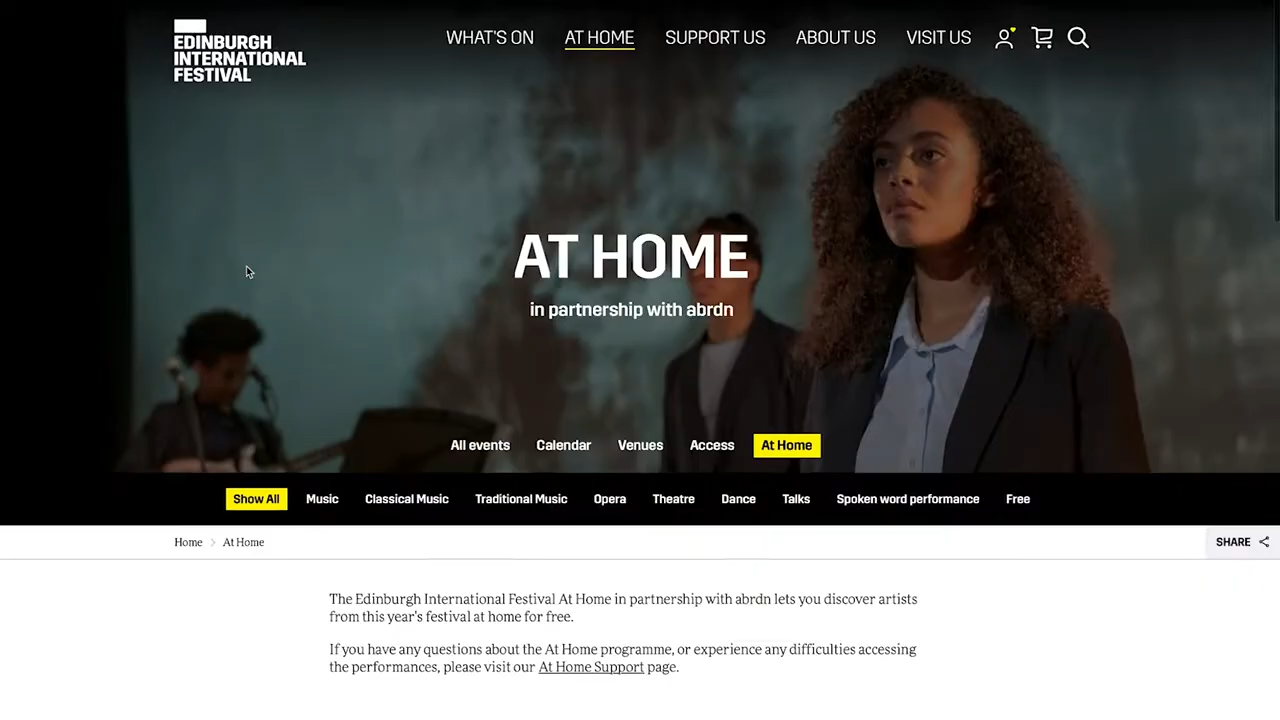 EDINBURGH
INTERNATIONAL
FESTIVAL
WHAT'S ON AT HOME SUPPORT US ABOUT US VISIT US
AT HOME
in partnership with abrdn
All events Calendar Venues Access At Home
Show All Music Classical Music Traditional Music Opera Theatre Dance Talks Spoken word performance Free
Home At Home
SHARE
The Edinburgh International Festival At Home in partnership with abrdn lets you discover artists
from this year's festival at home for free.
If you have any questions about the At Home programme, or experience any difficulties accessing
the performances, please visit our At Home Support page.